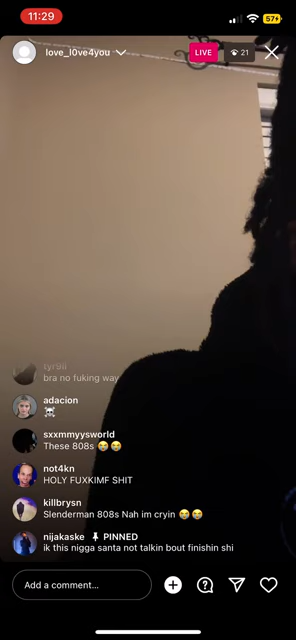 11:29
57
love_l0ve4you
LIVE
21
tyr9ll
bra no fuking way
adacion
☠️
sxxmmyysworld
These 808s 😭😭
not4kn
HOLY FUXKIMF SHIT
killbrysn
Slenderman 808s Nah im cryin 😭😭
nijakaske PINNED
ik this nigga santa not talkin bout finishin shi
Add a comment...